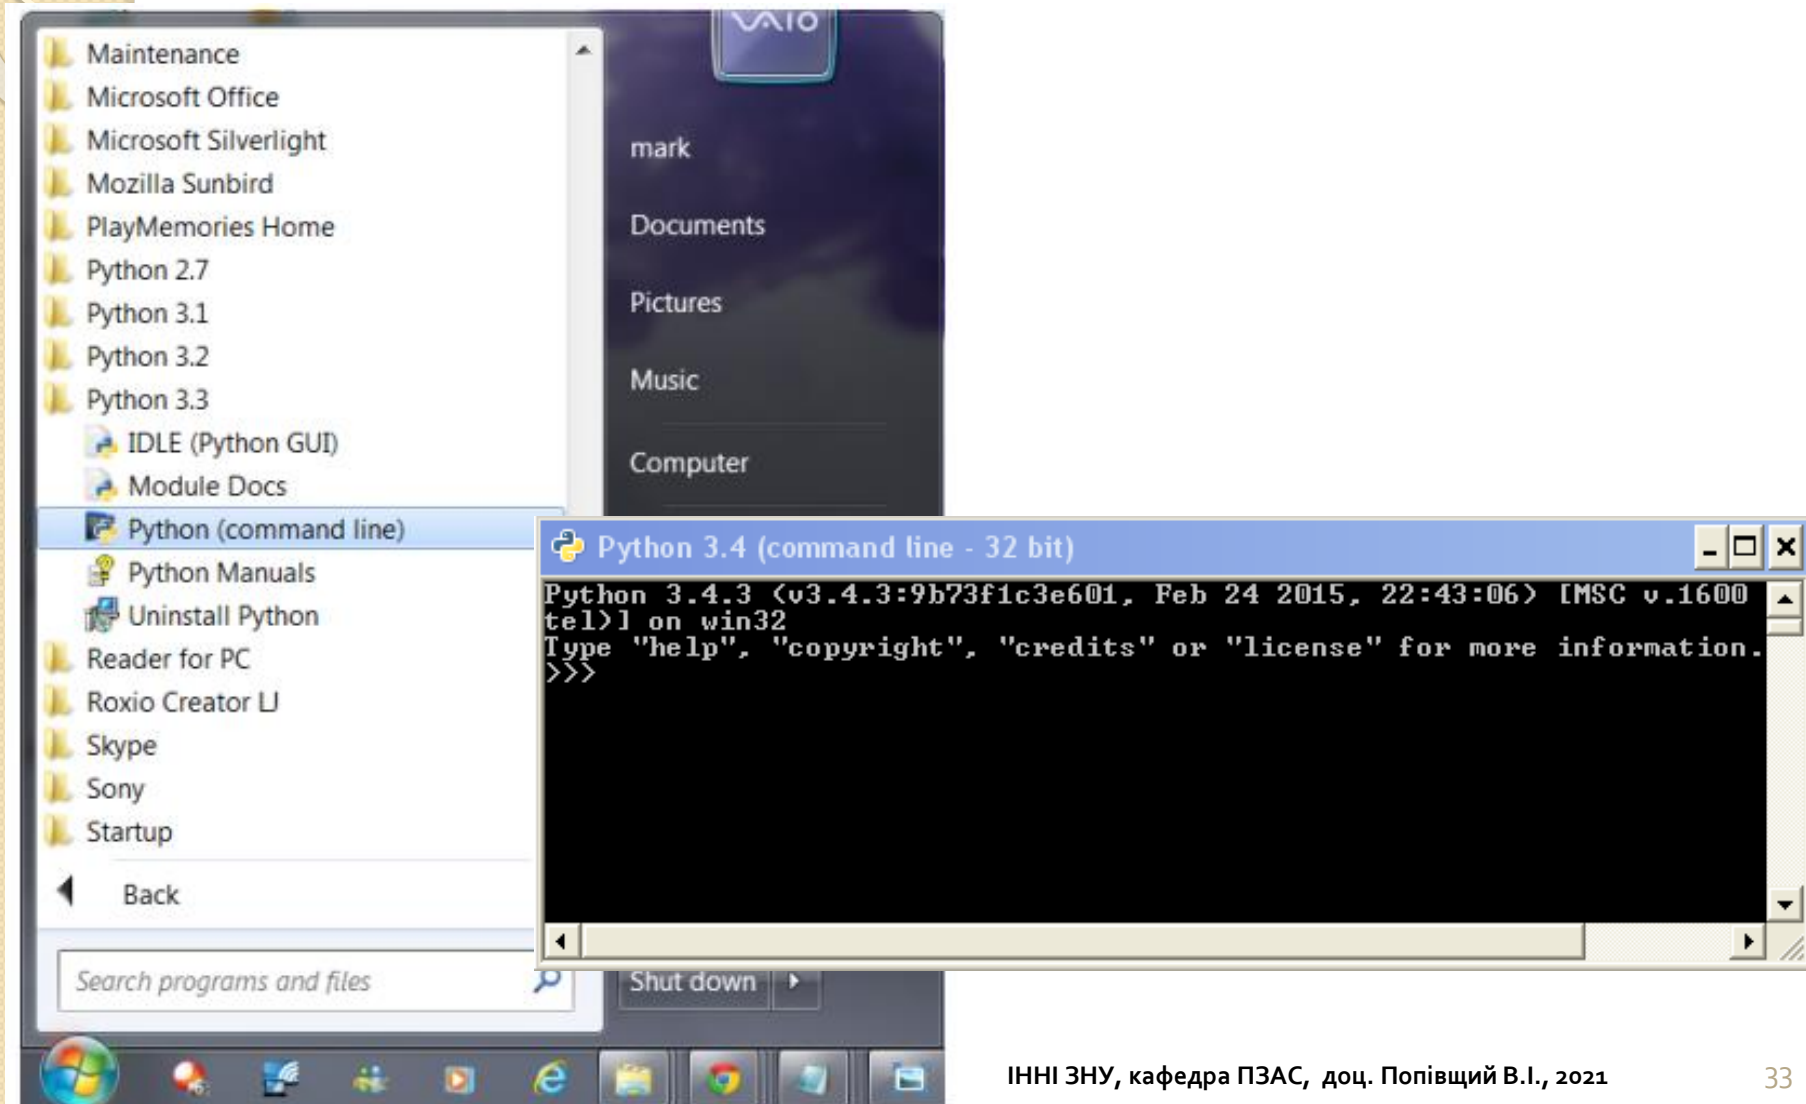 VAIO
Maintenance
Microsoft Office
Microsoft Silverlight
Mozilla Sunbird
PlayMemories Home
Python 2.7
Python 3.1
Python 3.2
Python 3.3
IDLE (Python GUI)
Module Docs
Python (command line)
Python Manuals
Uninstall Python
Reader for PC
Roxio Creator LJ
Skype
Sony
Startup
Back
Search programs and files
mark
Documents
Pictures
Music
Computer
Shut down
Python 3.4 (command line - 32 bit)
Python 3.4.3 (v3.4.3:9b73f1c3e601, Feb 24 2015, 22:43:06) [MSC v.1600
tel)] on win32
Type "help", "copyright", "credits" or "license" for more information.
>>>
ІННІ ЗНУ, кафедра ПЗАС, доц. Попівщий В.І., 2021
33